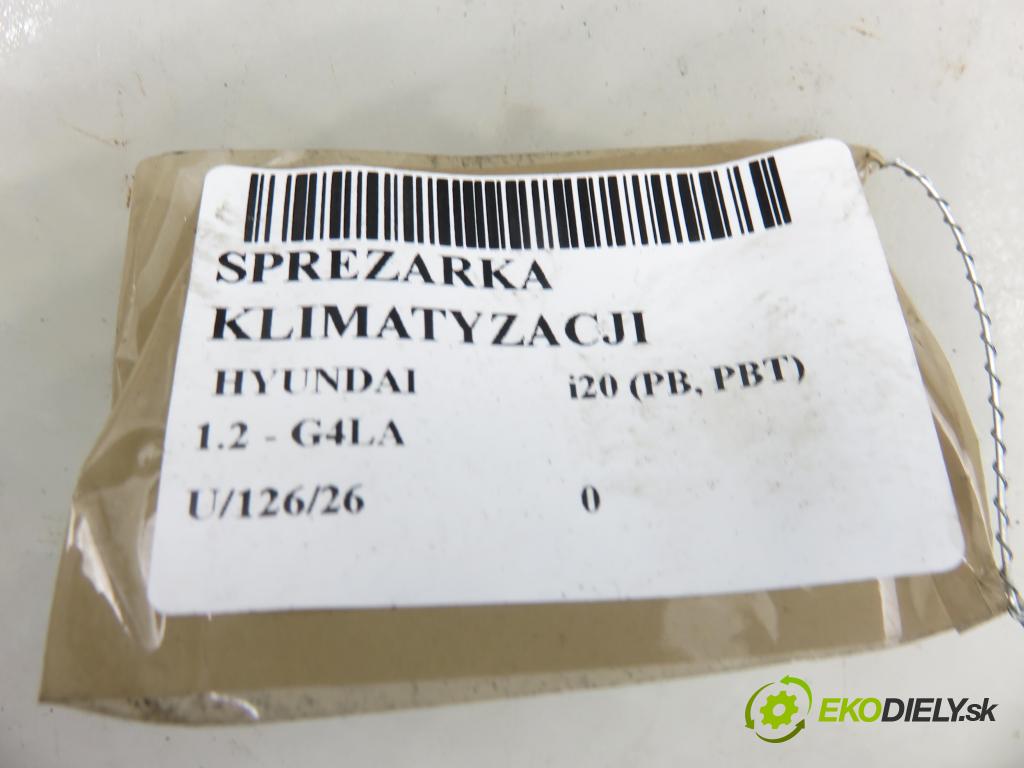 SPREZARKA
KLIMATYZACJI
HYUNDAI i20 (PB, PBT)
1.2 - G4LA
U/126/26 0
EKODIELY.sk